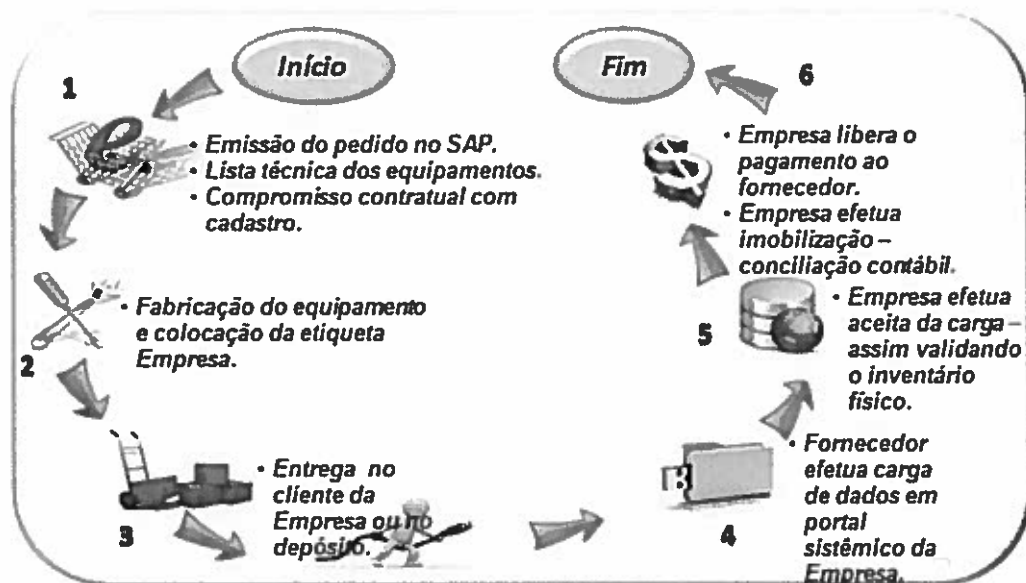 Início
Fim
1
• Emissão do pedido no SAP.
• Lista técnica dos equipamentos.
• Compromisso contratual com
cadastro.
2
• Fabricação do equipamento
e colocação da etiqueta
Empresa.
3
• Entrega no
cliente da
Empresa ou no
depósito.
4
• Fornecedor
efetua carga
de dados em
portal
sistêmico da
Empresa.
5
• Empresa efetua
aceita da carga –
assim validando
o inventário
físico.
6
• Empresa libera o
pagamento ao
fornecedor.
• Empresa efetua
imobilização –
conciliação contábil.